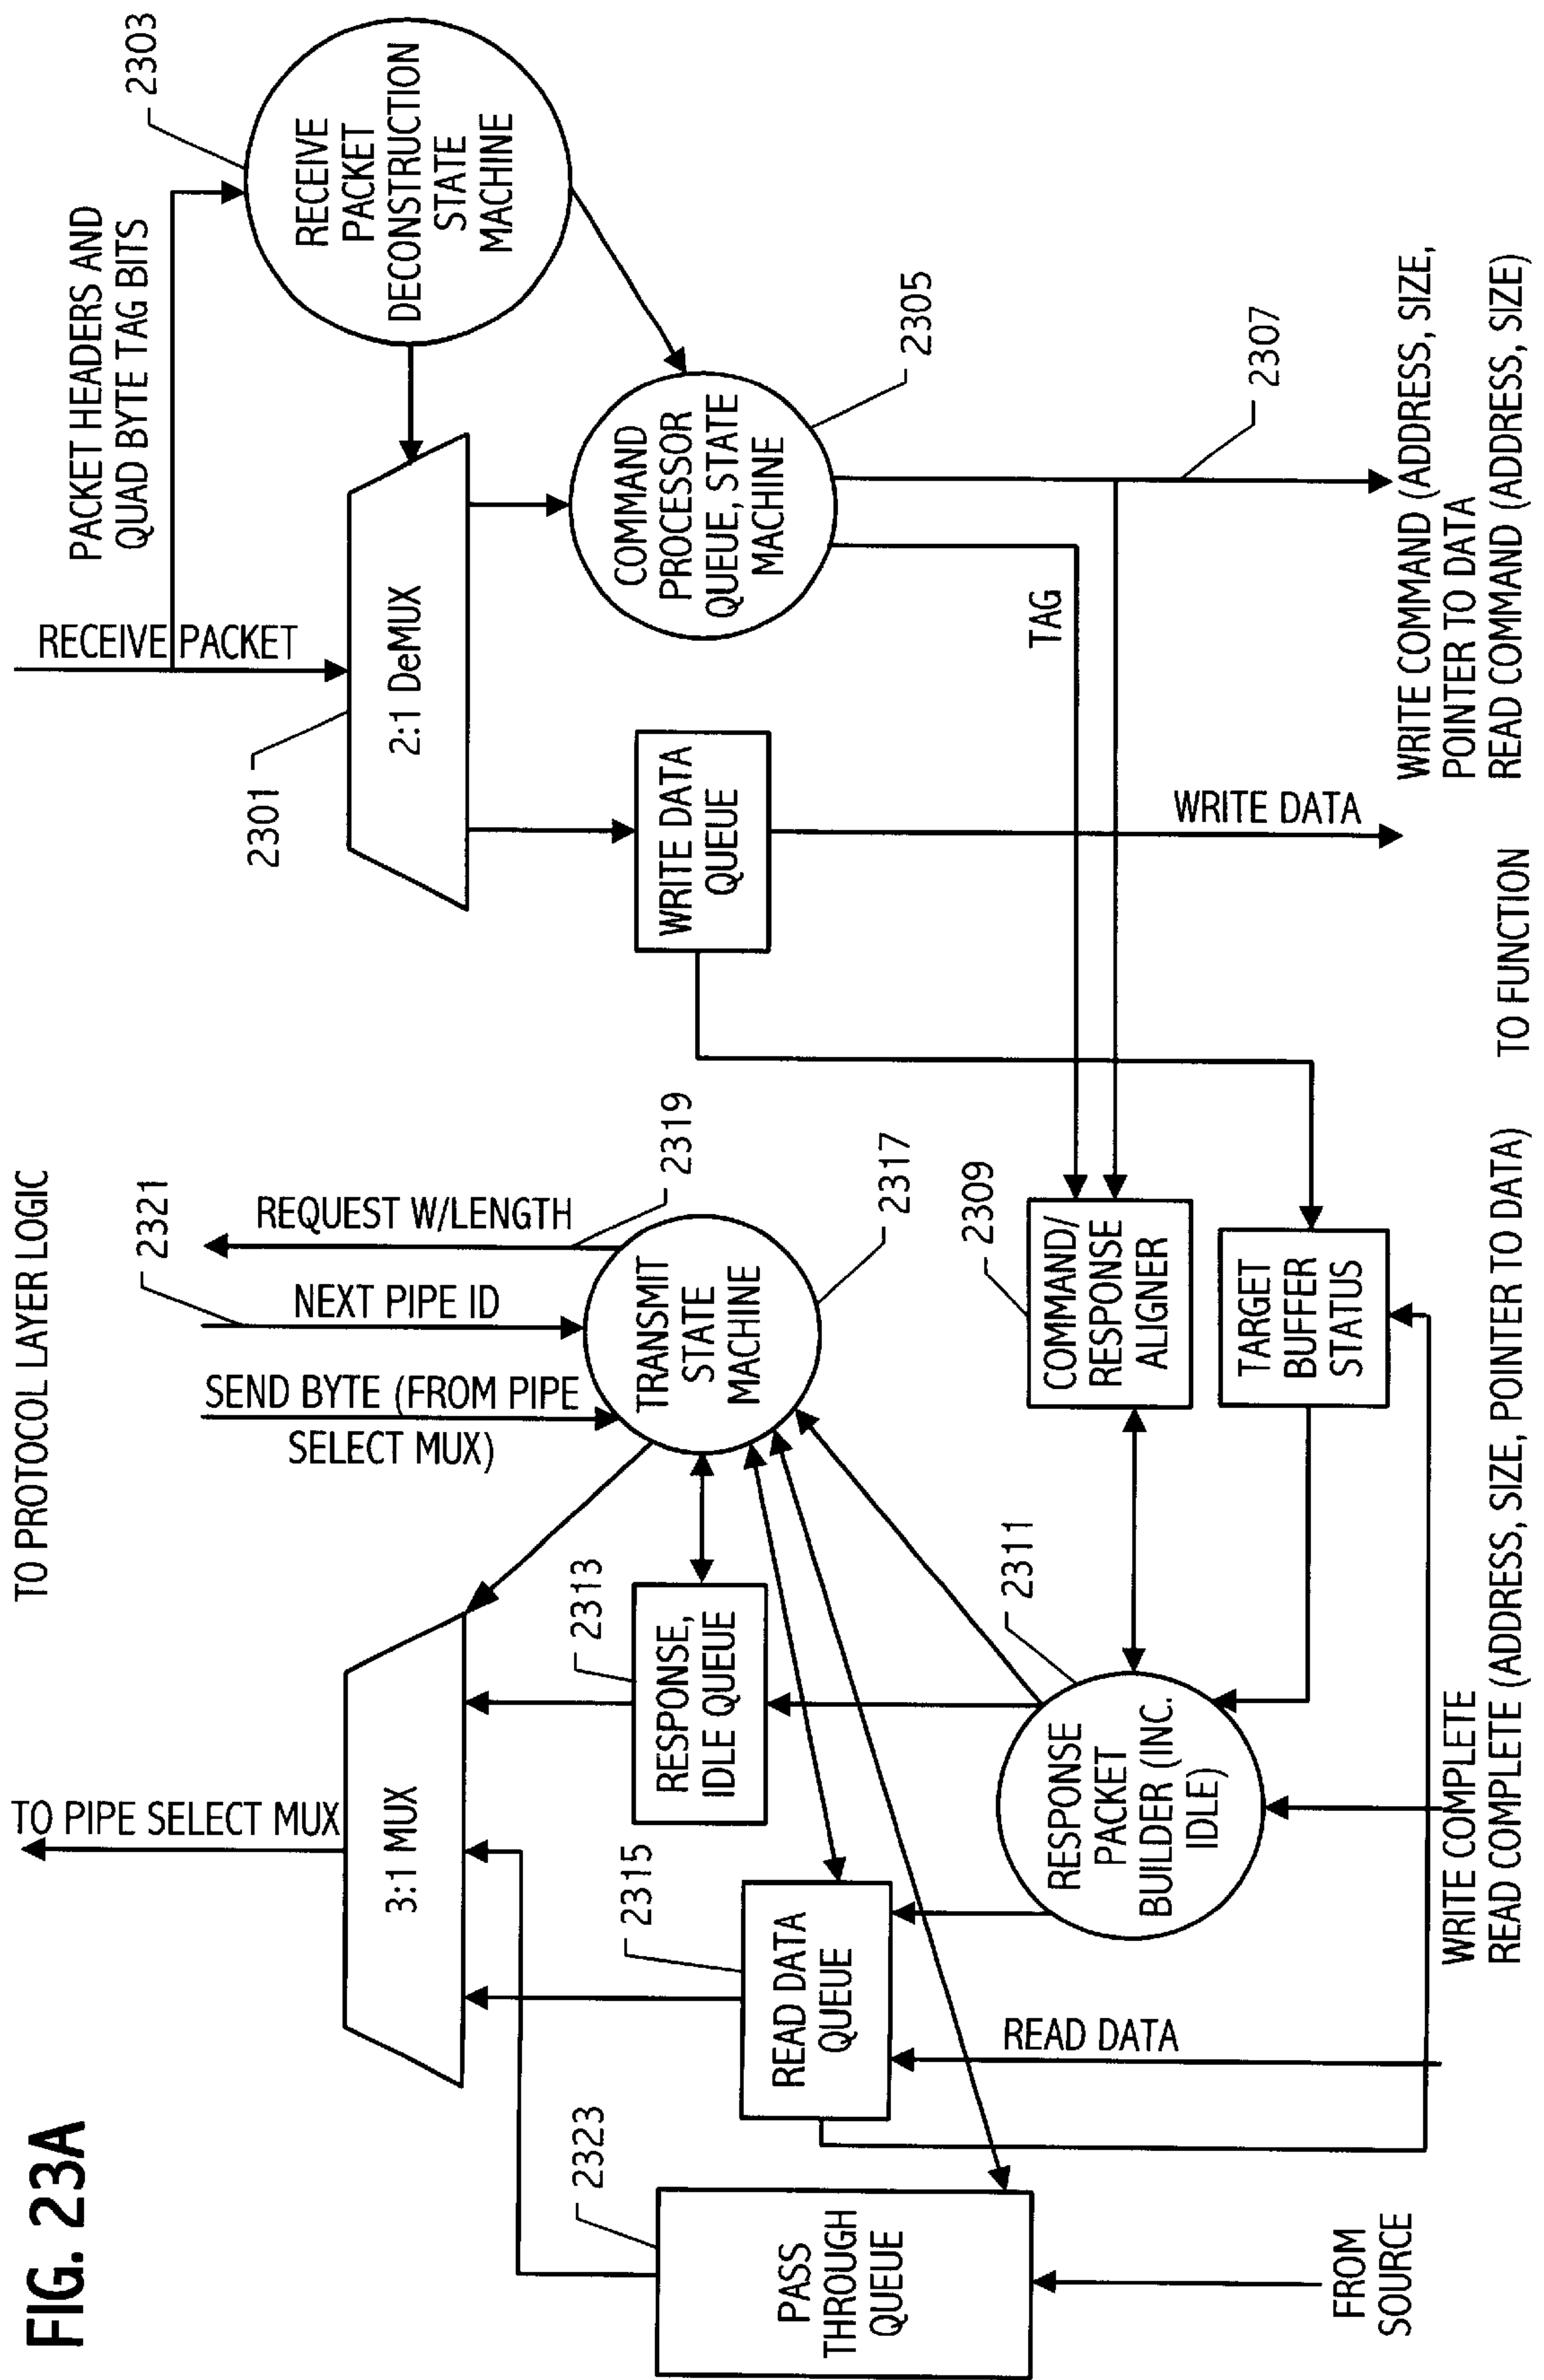 FIG. 23A
TO PROTOCOL LAYER LOGIC
TO PIPE SELECT MUX
3:1 MUX
SEND BYTE (FROM PIPE
SELECT MUX)
NEXT PIPE ID
2321
REQUEST W/LENGTH
2319
TRANSMIT
STATE
MACHINE
2317
2313
RESPONSE,
IDLE QUEUE
2315
READ DATA
QUEUE
2323
PASS
THROUGH
QUEUE
FROM
SOURCE
READ DATA
2311
RESPONSE
PACKET
BUILDER (INC.
IDLE)
2309
COMMAND/
RESPONSE
ALIGNER
TARGET
BUFFER
STATUS
WRITE COMPLETE
READ COMPLETE (ADDRESS, SIZE, POINTER TO DATA)
TO FUNCTION
RECEIVE PACKET
PACKET HEADERS AND
QUAD BYTE TAG BITS
2303
RECEIVE
PACKET
DECONSTRUCTION
STATE
MACHINE
2301
2:1 DeMUX
WRITE DATA
QUEUE
COMMAND
PROCESSOR
QUEUE, STATE
MACHINE
2305
TAG
2307
WRITE DATA
WRITE COMMAND (ADDRESS, SIZE,
POINTER TO DATA
READ COMMAND (ADDRESS, SIZE)